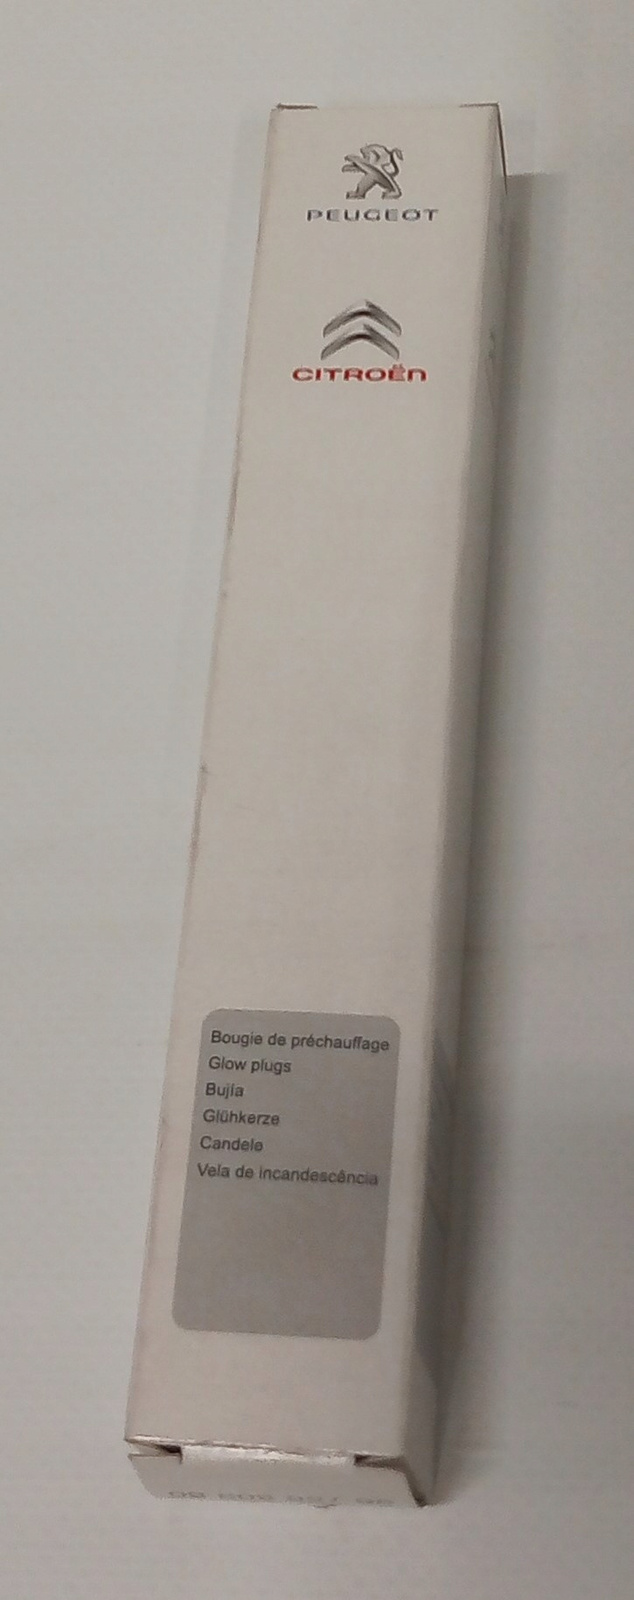 PEUGEOT
CITROËN
Bougie de préchauffage
Glow plugs
Bujía
Glühkerze
Candele
Vela de incandescência